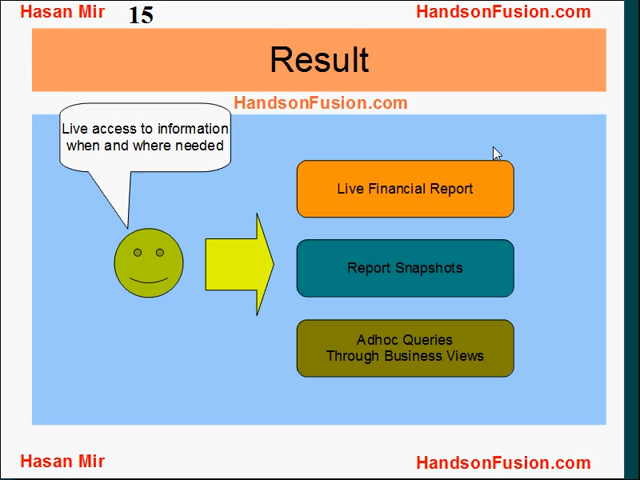 Hasan Mir
15
HandsonFusion.com
Result
HandsonFusion.com
Live access to information
when and where needed
Live Financial Report
Report Snapshots
Adhoc Queries
Through Business Views
Hasan Mir
HandsonFusion.com